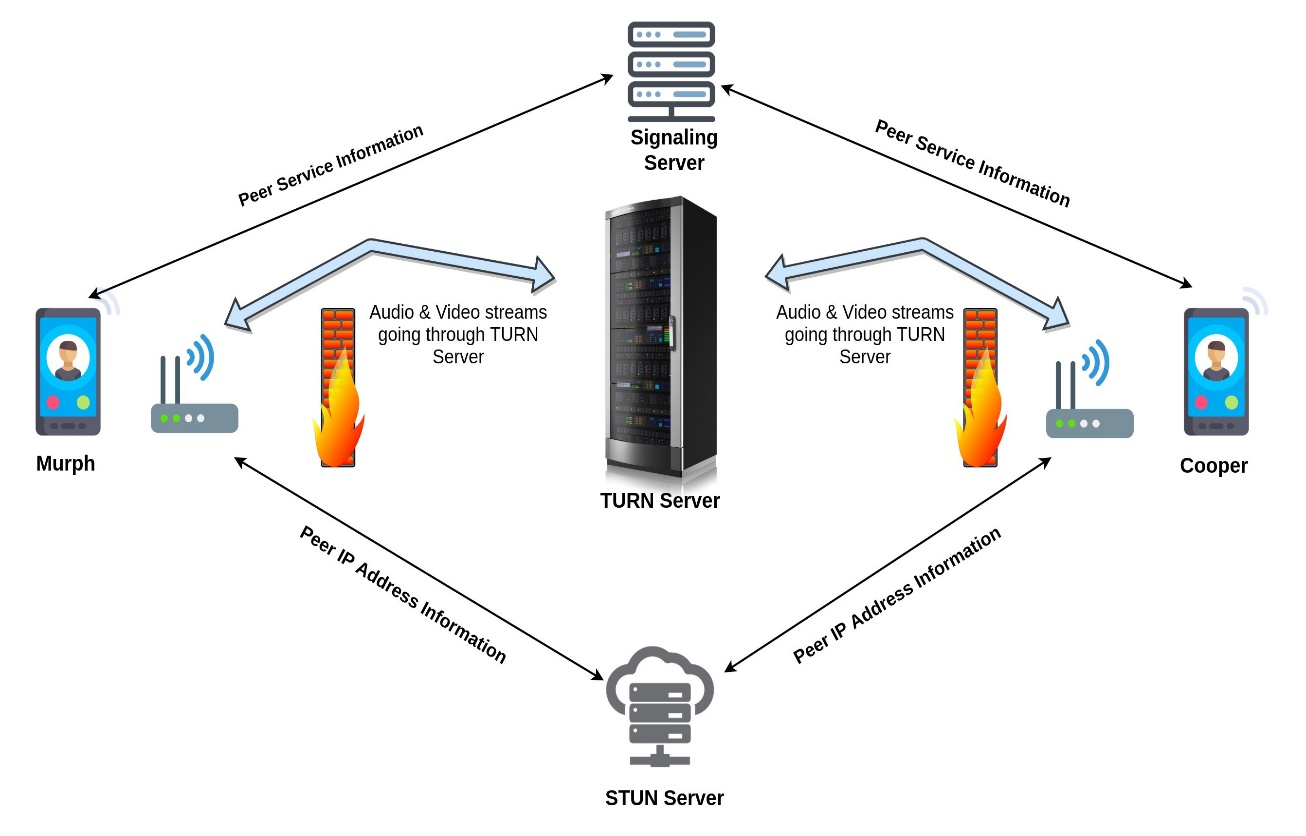 Signaling
Server
Peer Service Information
Peer Service Information
Audio & Video streams
going through TURN
Server
Audio & Video streams
going through TURN
Server
Murph
Cooper
TURN Server
Peer IP Address Information
Peer IP Address Information
STUN Server